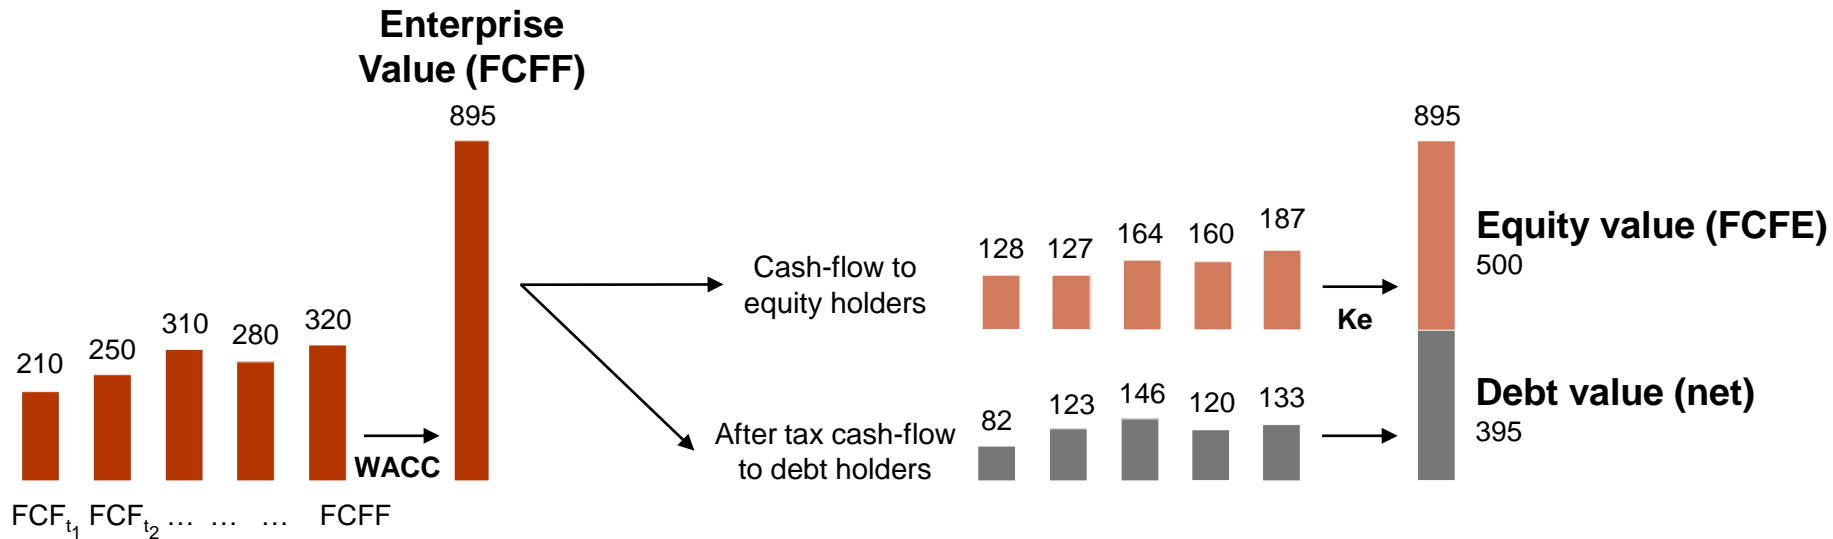 Enterprise
Value (FCFF)
895
210
250
310
280
320
WACC
FCFt1 FCFt2 … … … FCFF
Cash-flow to
equity holders
128
127
164
160
187
Ke
After tax cash-flow
to debt holders
82
123
146
120
133
895
Equity value (FCFE)
500
Debt value (net)
395